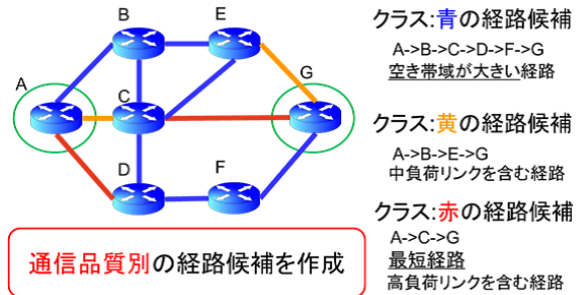 B
E
A
G
C
D
F
通信品質別の経路候補を作成
クラス:青の経路候補
A->B->C->D->F->G
空き帯域が大きい経路
クラス:黄の経路候補
A->B->E->G
中負荷リンクを含む経路
クラス:赤の経路候補
A->C->G
最短経路
高負荷リンクを含む経路